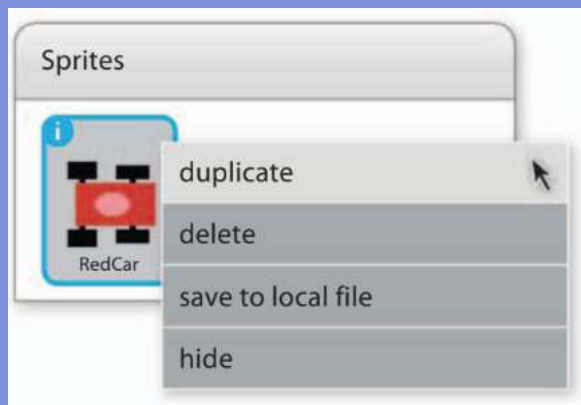 Sprites
i
RedCar
duplicate
delete
save to local file
hide